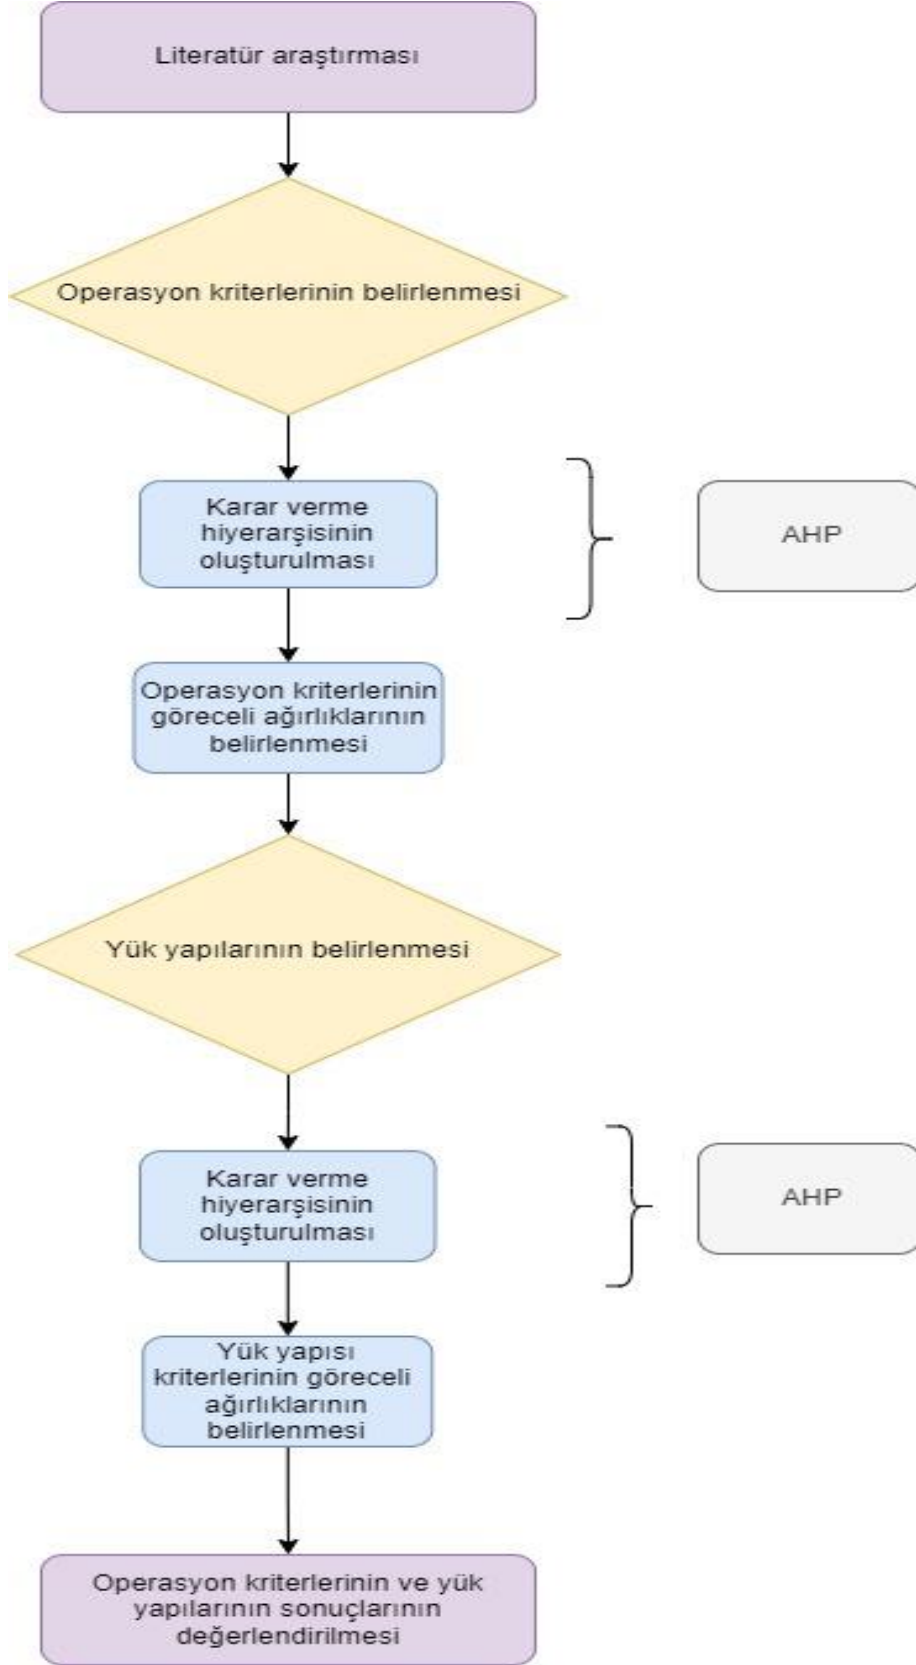 Literatür araştırması
Operasyon kriterlerinin belirlenmesi
Karar verme
hiyerarşisinin
oluşturulması
AHP
Operasyon kriterlerinin
göreceli ağırlıklarının
belirlenmesi
Yük yapılarının belirlenmesi
Karar verme
hiyerarşisinin
oluşturulması
AHP
Yük yapısı
kriterlerinin göreceli
ağırlıklarının
belirlenmesi
Operasyon kriterlerinin ve yük
yapılarının sonuçlarının
değerlendirilmesi